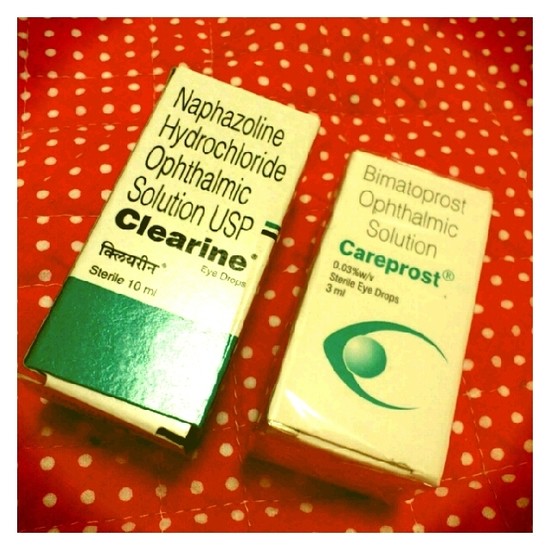 Naphazoline
Hydrochloride
Ophthalmic
Solution USP
Clearine®
Eye Drops
क्लियरीन®
Sterile 10 ml
Bimatoprost
Ophthalmic
Solution
Careprost®
0.03%w/v
Sterile Eye Drops
3 ml